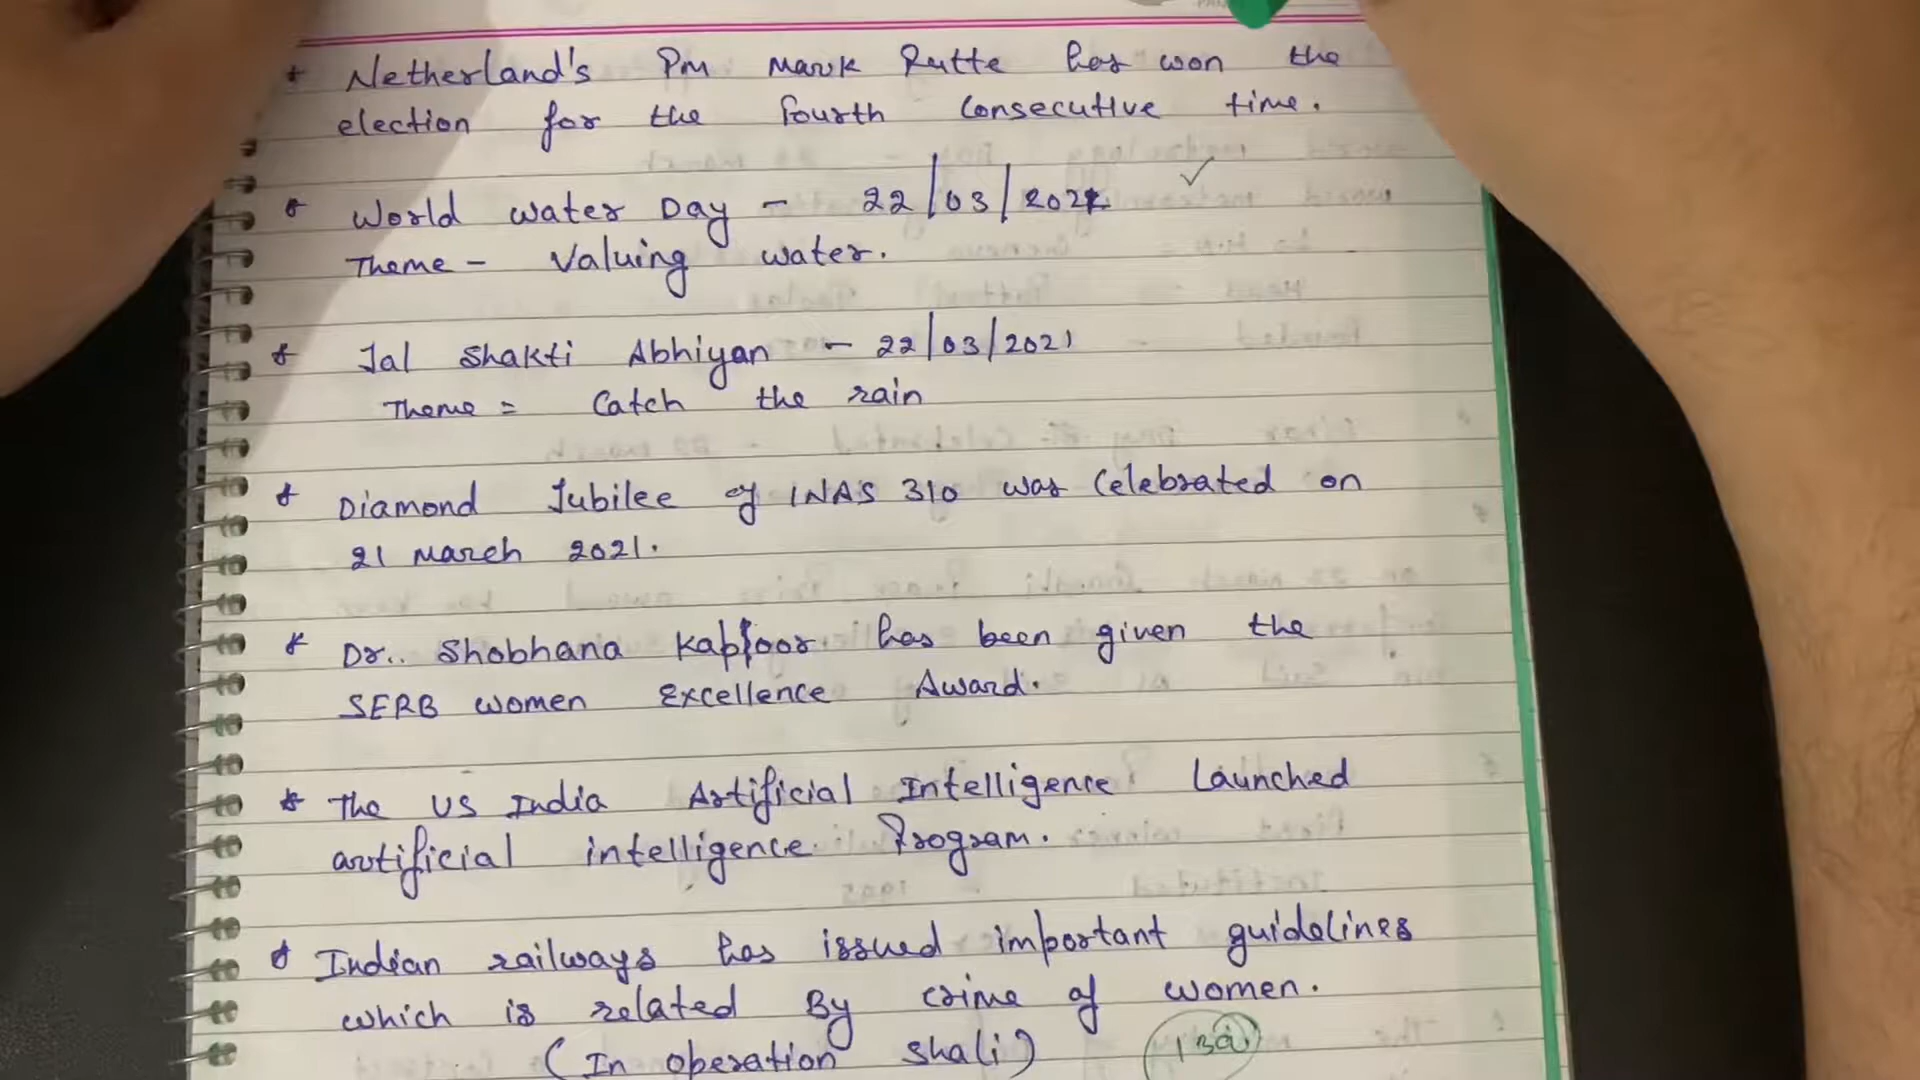 * Netherland's Pm Mark Rutte has won the
election for the fourth consecutive time.
* World Water Day - 22/03/2021
Theme - Valuing water.
* Jal Shakti Abhiyan - 22/03/2021
Theme = Catch the rain
* Diamond Jubilee of INAS 310 was celebrated on
21 March 2021.
* Dr.. Shobhana Kapoor. has been given the
SERB women Excellence Award.
* The US India Artificial Intelligence Launched
artificial intelligence Program.
* Indian railways has issued important guidelines
which is related By crime of women.
(In operation Shali)